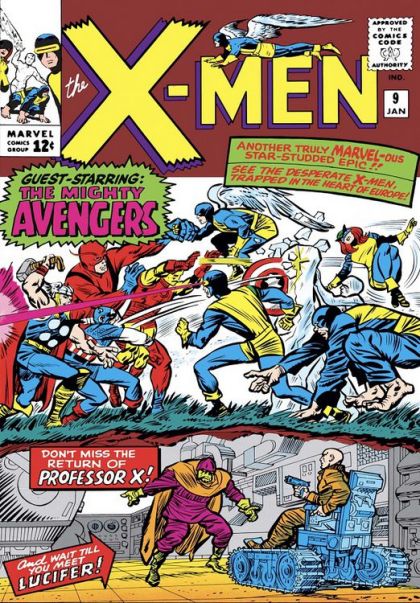 the X-MEN
APPROVED
BY THE
COMICS
CODE
AUTHORITY
IND.
9
JAN
MARVEL
COMICS
GROUP 12¢
GUEST-STARRING:
THE MIGHTY
AVENGERS
ANOTHER TRULY MARVEL-OUS
STAR-STUDDED EPIC!!
SEE THE DESPERATE X-MEN,
TRAPPED IN THE HEART OF EUROPE!
DON'T MISS THE
RETURN OF
PROFESSOR X!
And WAIT TILL
YOU MEET
LUCIFER!